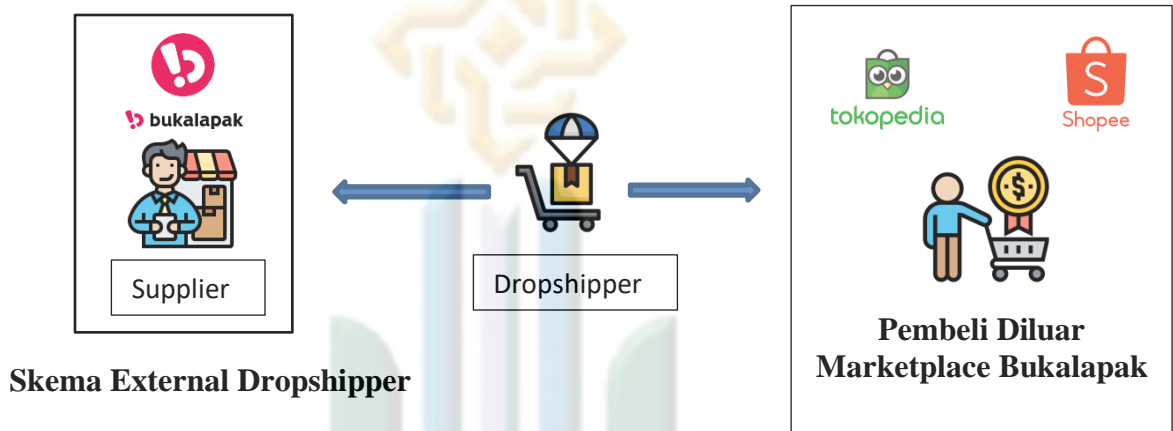 bukalapak
Supplier
Skema External Dropshipper
Dropshipper
tokopedia
S
Shopee
$
Pembeli Diluar
Marketplace Bukalapak